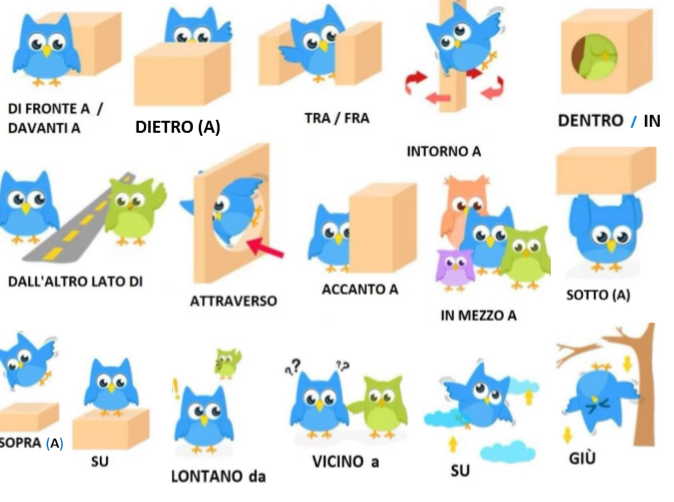 DI FRONTE A /
DAVANTI A
DIETRO (A)
TRA / FRA
INTORNO A
DENTRO / IN
DALL'ALTRO LATO DI
ATTRAVERSO
ACCANTO A
IN MEZZO A
SOTTO (A)
?? ??
!
SOPRA (A)
SU
LONTANO da
VICINO a
SU
GIÙ